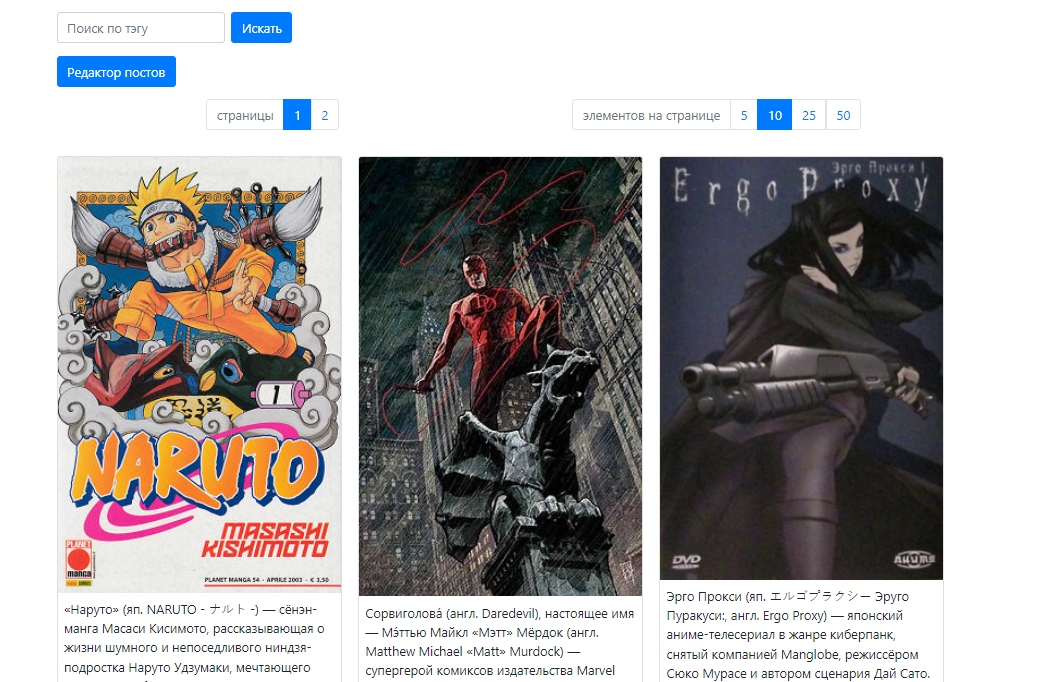 Поиск по тэгу
Искать
Редактор постов
страницы 1 2
элементов на странице 5 10 25 50
1
NARUTO
MASASHI
KISHIMOTO
PLANET
manga
PLANET MANGA 54 - APRILE 2003 - € 3,50
«Наруто» (яп. NARUTO - ナルト -) — сёнэн-
манга Масаси Кисимото, рассказывающая о
жизни шумного и непоседливого ниндзя-
подростка Наруто Удзумаки, мечтающего
Сорвиголова́ (англ. Daredevil), настоящее имя
— Мэ́ттью Майкл «Мэтт» Мёрдок (англ.
Matthew Michael «Matt» Murdock) —
супергерой комиксов издательства Marvel
Эрго Прокси 1
Ergo Proxy
DVD
АНИМЕ
Эрго Прокси (яп. エルゴプラクシー Эруго
Пуракуси:, англ. Ergo Proxy) — японский
аниме-телесериал в жанре киберпанк,
снятый компанией Manglobe, режиссёром
Сюко Мурасе и автором сценария Дай Сато.